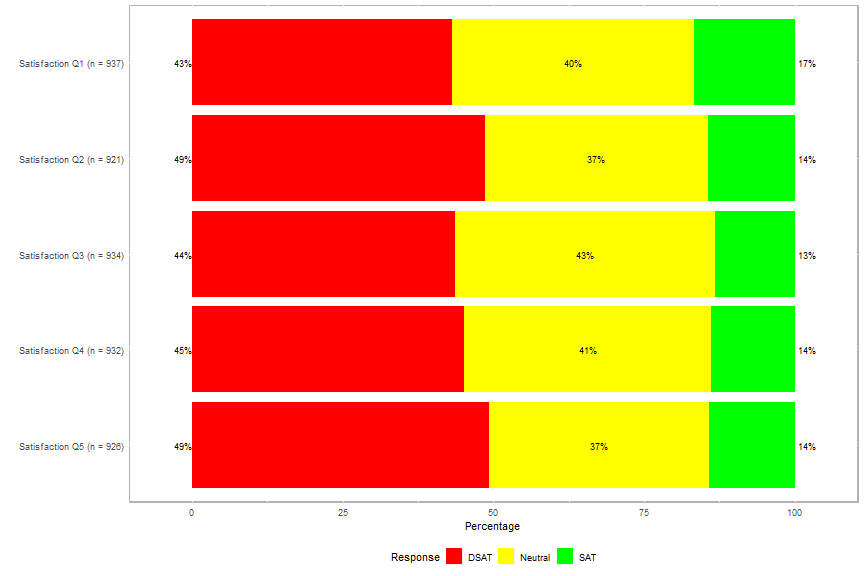 Satisfaction Q1 (n = 937) 43% 40% 17%
Satisfaction Q2 (n = 921) 49% 37% 14%
Satisfaction Q3 (n = 934) 44% 43% 13%
Satisfaction Q4 (n = 932) 45% 41% 14%
Satisfaction Q5 (n = 926) 49% 37% 14%
0 25 50 75 100
Percentage
Response DSAT Neutral SAT